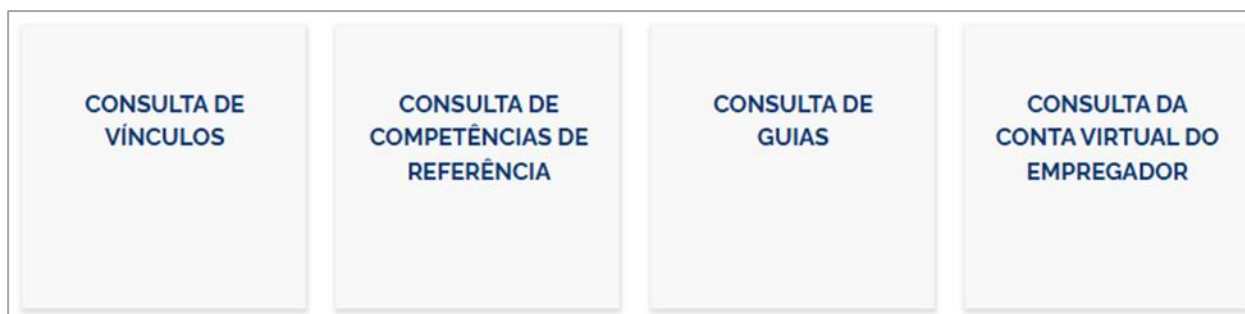 CONSULTA DE
VÍNCULOS
CONSULTA DE
COMPETÊNCIAS DE
REFERÊNCIA
CONSULTA DE
GUIAS
CONSULTA DA
CONTA VIRTUAL DO
EMPREGADOR